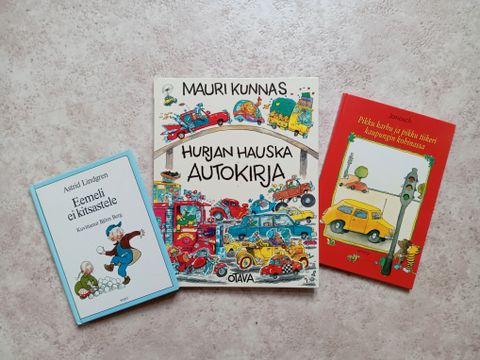 Astrid Lindgren
Eemeli
ei kitsastele
Kuvittanut Björn Berg
MAURI KUNNAS
HURJAN HAUSKA
AUTOKIRJA
OTAVA
Janosch
Pikku karhu ja pikku tiikeri
kaupungin kohinassa